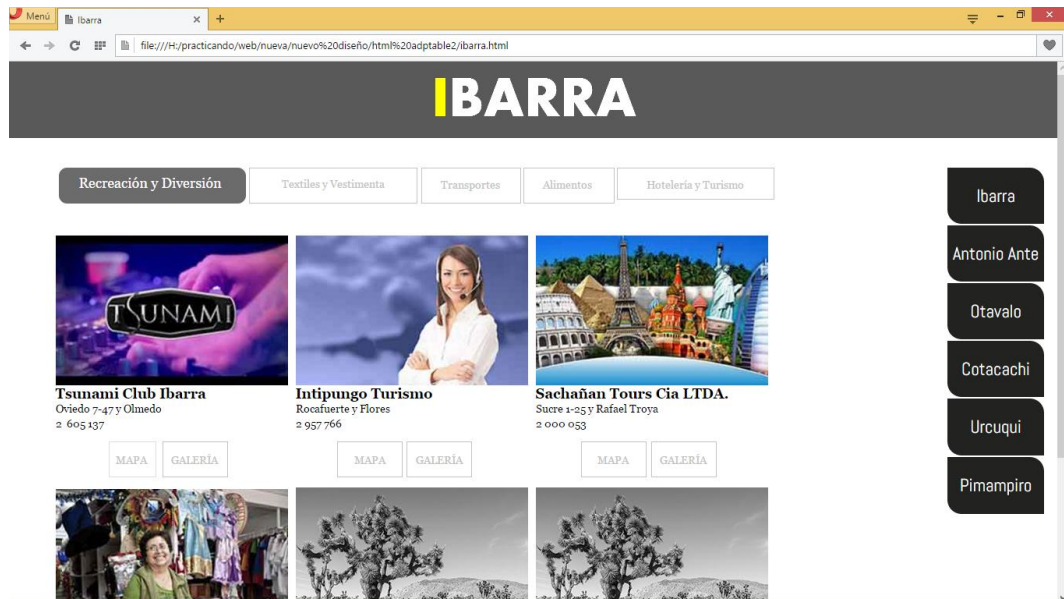 Menú
Ibarra
file:///H:/practicando/web/nueva/nuevo%20diseño/html%20adptable2/ibarra.html
IBARRA
Recreación y Diversión
Textiles y Vestimenta
Transportes
Alimentos
Hotelería y Turismo
Ibarra
Antonio Ante
Otavalo
Cotacachi
Urcuqui
Pimampiro
TSUNAMI
Tsunami Club Ibarra
Oviedo 7-47 y Olmedo
2 605 137
MAPA
GALERÍA
Intipungo Turismo
Rocafuerte y Flores
2 957 766
MAPA
GALERÍA
Sachañan Tours Cia LTDA.
Sucre 1-25 y Rafael Troya
2 000 053
MAPA
GALERÍA